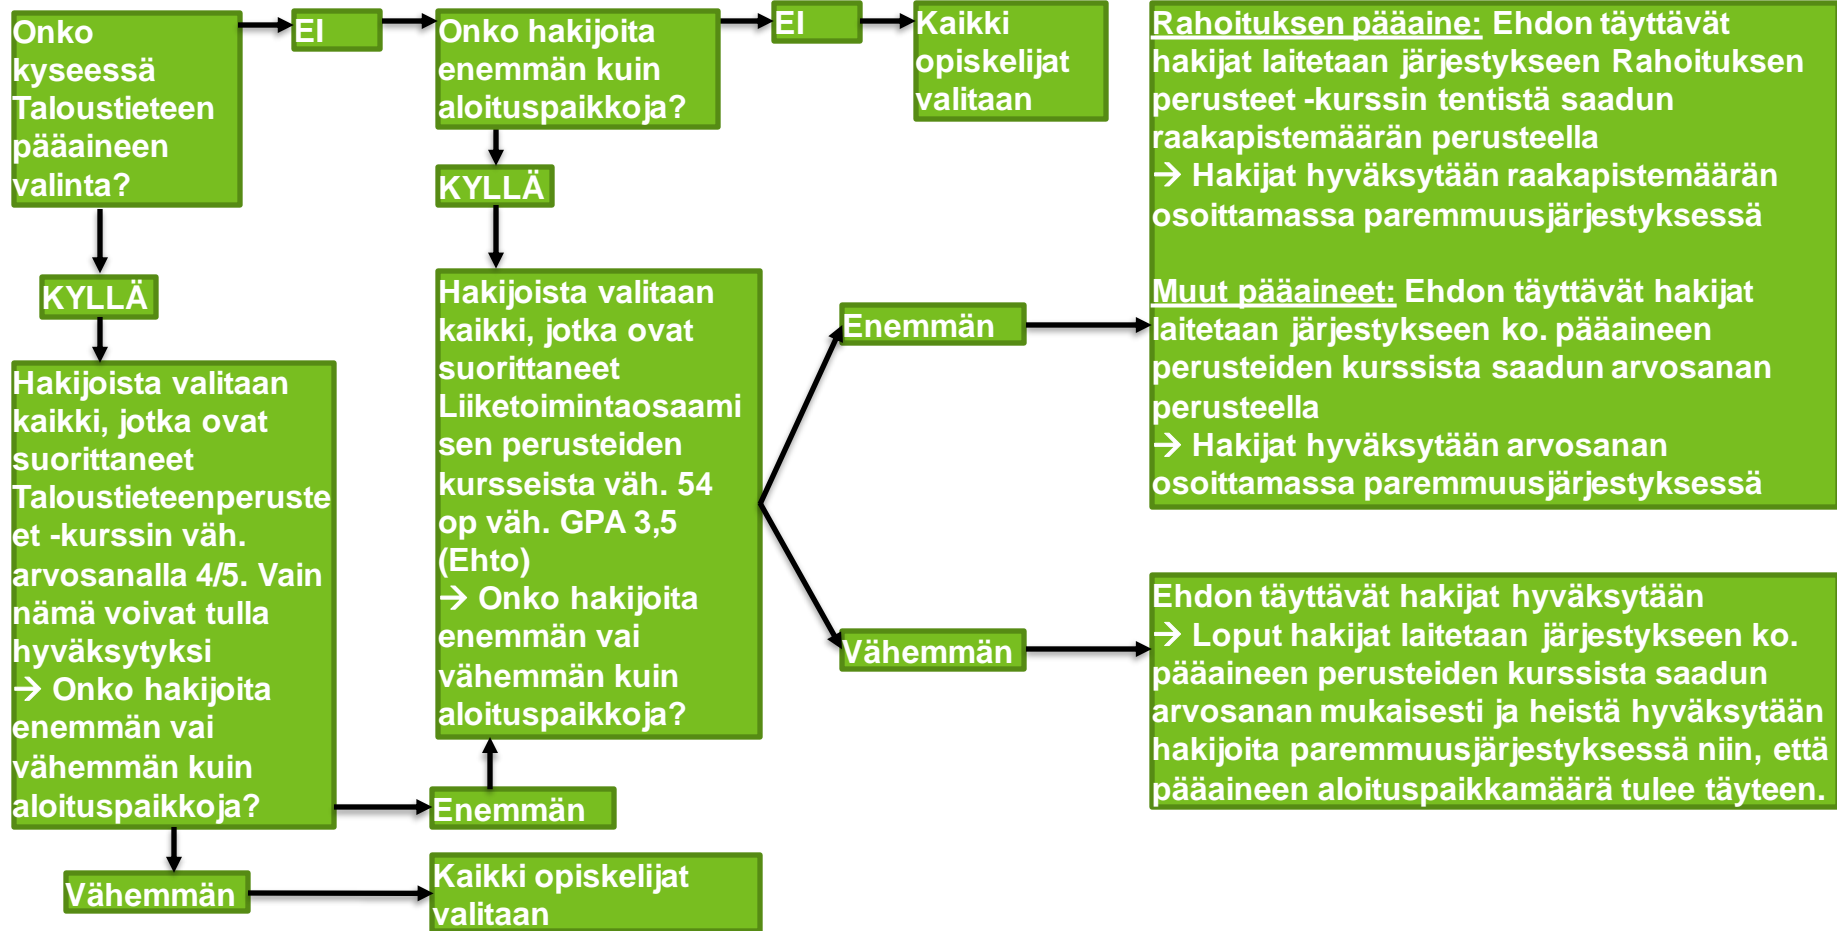 Onko
kyseessä
Taloustieteen
pääaineen
valinta?
EI
Onko hakijoita
enemmän kuin
aloituspaikkoja?
EI
Kaikki
opiskelijat
valitaan
KYLLÄ
KYLLÄ
Hakijoista valitaan
kaikki, jotka ovat
suorittaneet
Taloustieteenperuste
et -kurssin väh.
arvosanalla 4/5. Vain
nämä voivat tulla
hyväksytyksi
→ Onko hakijoita
enemmän vai
vähemmän kuin
aloituspaikkoja?
Vähemmän
Kaikki opiskelijat
valitaan
Enemmän
Hakijoista valitaan
kaikki, jotka ovat
suorittaneet
Liiketoimintaosaami
sen perusteiden
kursseista väh. 54
op väh. GPA 3,5
(Ehto)
→ Onko hakijoita
enemmän vai
vähemmän kuin
aloituspaikkoja?
Enemmän
Rahoituksen pääaine: Ehdon täyttävät
hakijat laitetaan järjestykseen Rahoituksen
perusteet -kurssin tentistä saadun
raakapistemäärän perusteella
→ Hakijat hyväksytään raakapistemäärän
osoittamassa paremmuusjärjestyksessä
Muut pääaineet: Ehdon täyttävät hakijat
laitetaan järjestykseen ko. pääaineen
perusteiden kurssista saadun arvosanan
perusteella
→ Hakijat hyväksytään arvosanan
osoittamassa paremmuusjärjestyksessä
Vähemmän
Ehdon täyttävät hakijat hyväksytään
→ Loput hakijat laitetaan järjestykseen ko.
pääaineen perusteiden kurssista saadun
arvosanan mukaisesti ja heistä hyväksytään
hakijoita paremmuusjärjestyksessä niin, että
pääaineen aloituspaikkamäärä tulee täyteen.